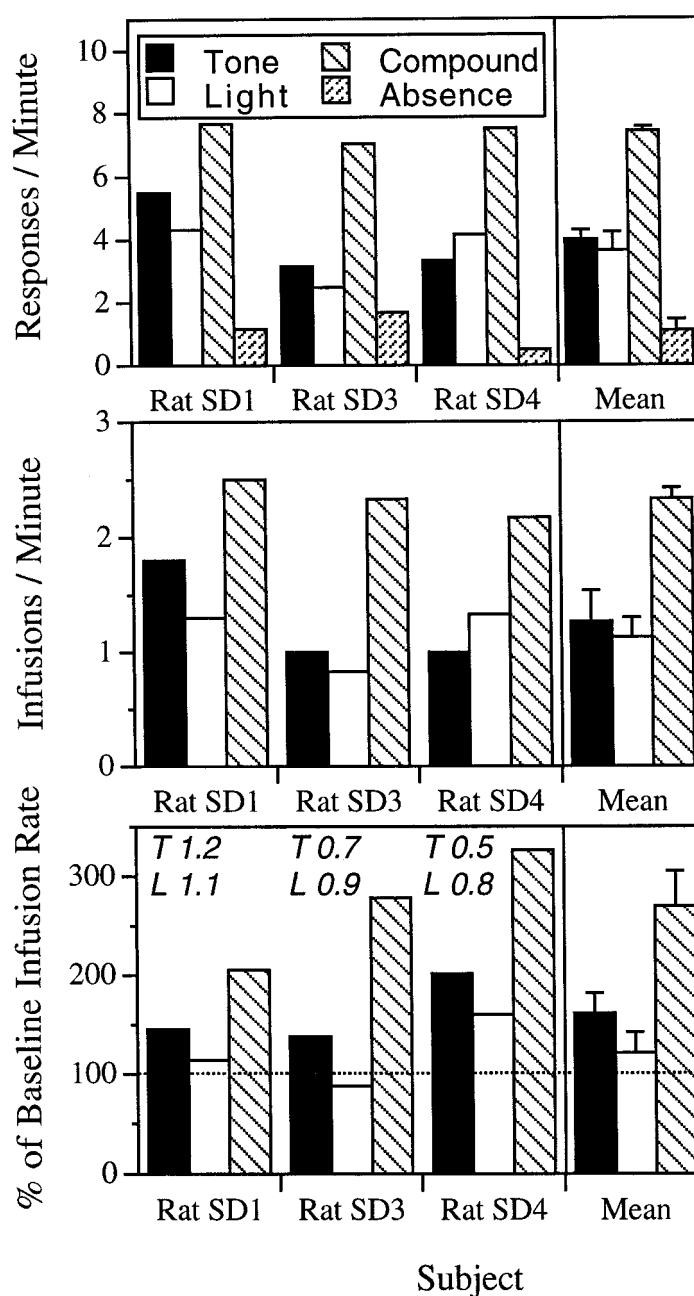 Responses / Minute
10
8
6
4
2
0
Tone Compound
Light Absence
Rat SD1 Rat SD3 Rat SD4 Mean
Infusions / Minute
3
2
1
0
Rat SD1 Rat SD3 Rat SD4 Mean
% of Baseline Infusion Rate
300
200
100
0
T 1.2 T 0.7 T 0.5
L 1.1 L 0.9 L 0.8
Rat SD1 Rat SD3 Rat SD4 Mean
Subject